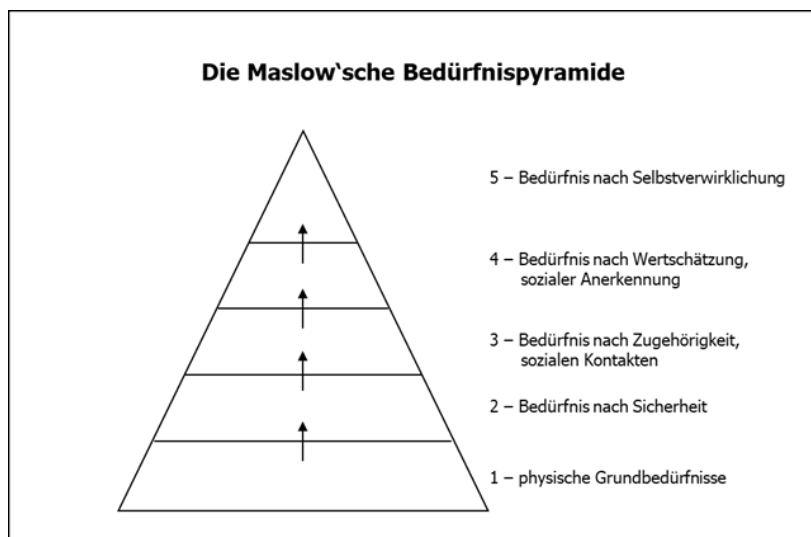 Die Maslow‘sche Bedürfnispyramide
5 – Bedürfnis nach Selbstverwirklichung
4 – Bedürfnis nach Wertschätzung,
sozialer Anerkennung
3 – Bedürfnis nach Zugehörigkeit,
sozialen Kontakten
2 – Bedürfnis nach Sicherheit
1 – physische Grundbedürfnisse